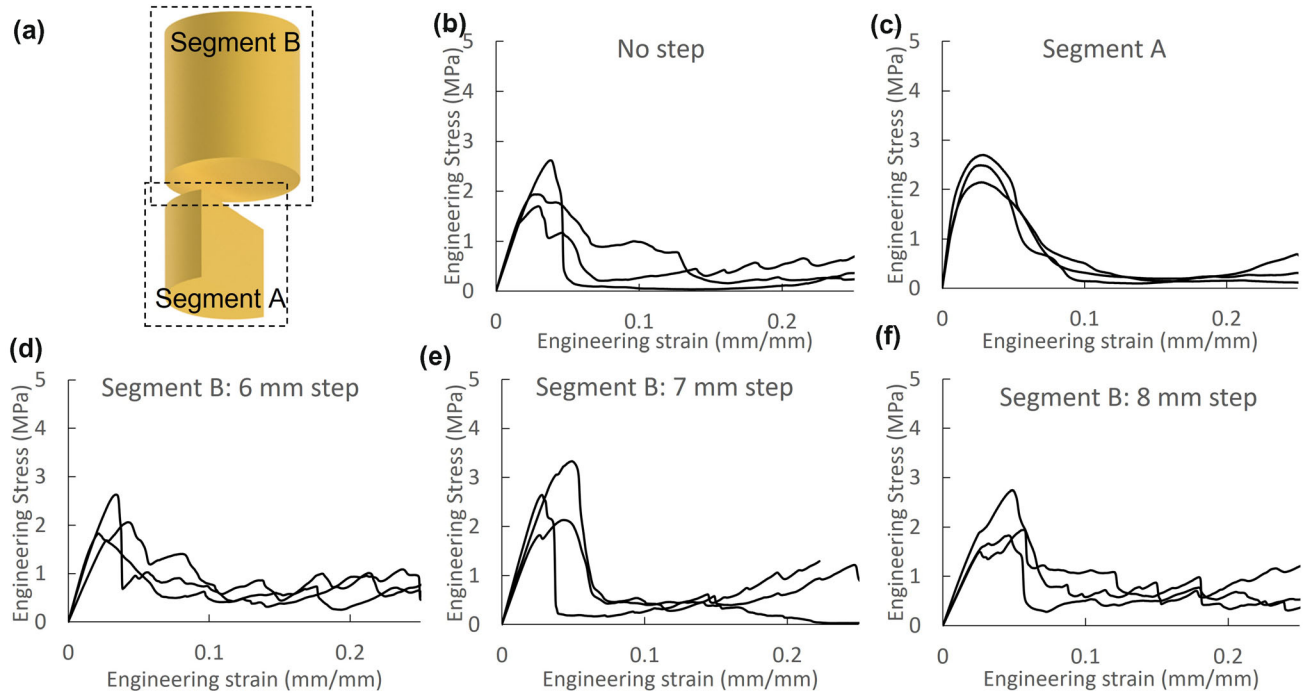 (a)
Segment B
Segment A
(b)
No step
Engineering Stress (MPa)
5
4
3
2
1
0
0
0.1
0.2
Engineering strain (mm/mm)
(c)
Segment A
Engineering Stress (MPa)
5
4
3
2
1
0
0
0.1
0.2
Engineering strain (mm/mm)
(d)
Segment B: 6 mm step
Engineering Stress (MPa)
5
4
3
2
1
0
0
0.1
0.2
Engineering strain (mm/mm)
(e)
Segment B: 7 mm step
Engineering Stress (MPa)
5
4
3
2
1
0
0
0.1
0.2
Engineering strain (mm/mm)
(f)
Segment B: 8 mm step
Engineering Stress (MPa)
5
4
3
2
1
0
0
0.1
0.2
Engineering strain (mm/mm)